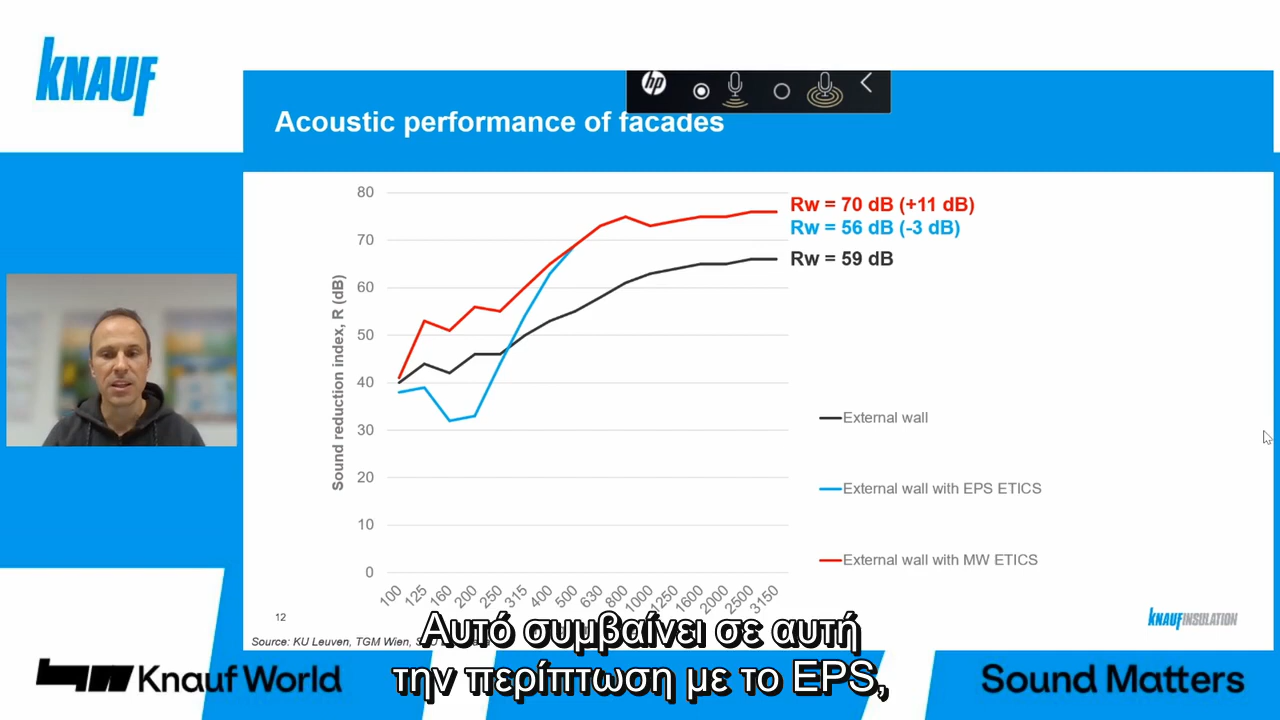 KNAUF
hp
Acoustic performance of facades
Rw = 70 dB (+11 dB)
Rw = 56 dB (-3 dB)
Rw = 59 dB
Sound reduction index, R (dB)
80
70
60
50
40
30
20
10
0
100 125 160 200 250 315 400 500 630 800 1000 1250 1600 2000 2500 3150
External wall
External wall with EPS ETICS
External wall with MW ETICS
12
KNAUF INSULATION
Source: KU Leuven, TGM Wien,
Αυτό συμβαίνει σε αυτή
την περίπτωση με το EPS,
Knauf World
Sound Matters